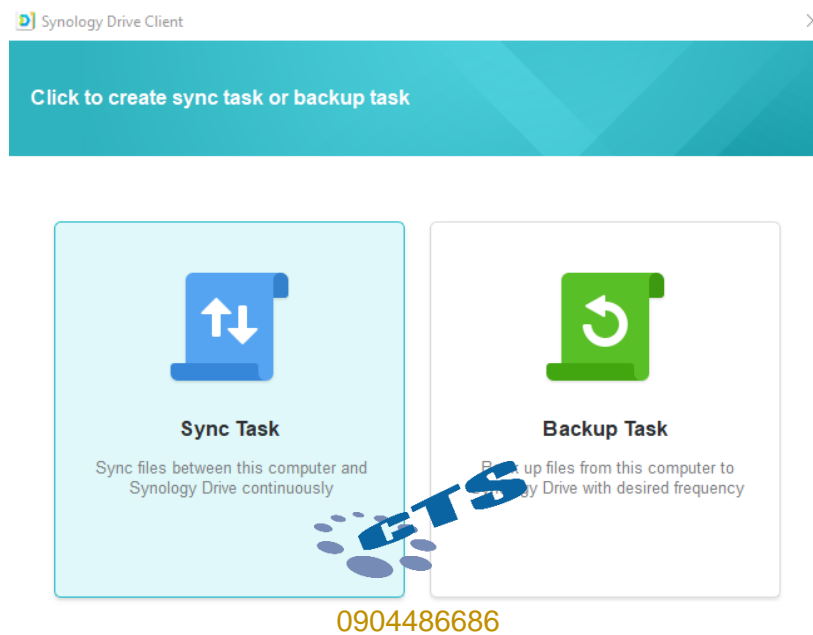 Synology Drive Client
Click to create sync task or backup task
Sync Task
Sync files between this computer and
Synology Drive continuously
Backup Task
up files from this computer to
Drive with desired frequency
CTS
0904486686